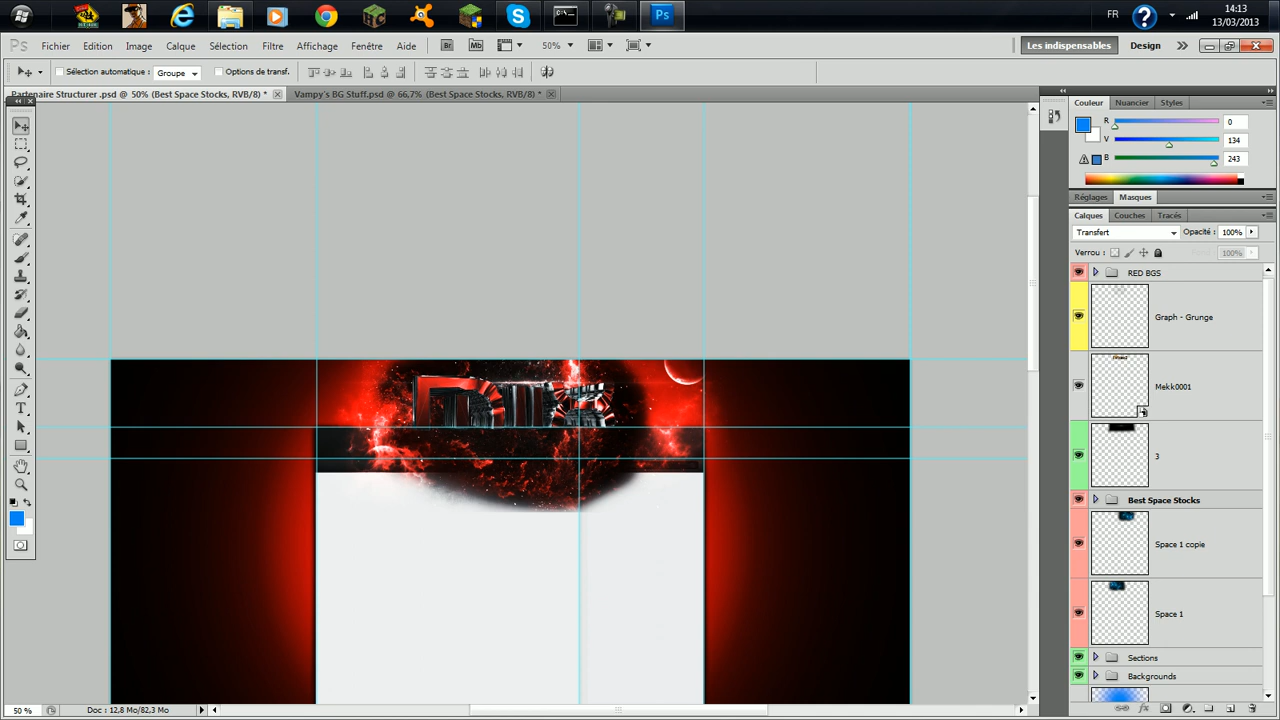 FR
14:13
13/03/2013
Ps
Fichier Edition Image Calque Sélection Filtre Affichage Fenêtre Aide Br Mb 50% Les indispensables Design
Sélection automatique : Groupe Options de transf.
Partenaire Structurer .psd @ 50% (Best Space Stocks, RVB/8) * Vampy's BG Stuff.psd @ 66,7% (Best Space Stocks, RVB/8) *
Couleur Nuancier Styles
R 0
V 134
B 243
Réglages Masques
Calques Couches Tracés
Transfert Opacité : 100%
Verrou : 100%
RED BGS
Graph - Grunge
Mekk0001
3
Best Space Stocks
Space 1 copie
Space 1
Sections
Backgrounds
50 % Doc : 12,8 Mo/82,3 Mo